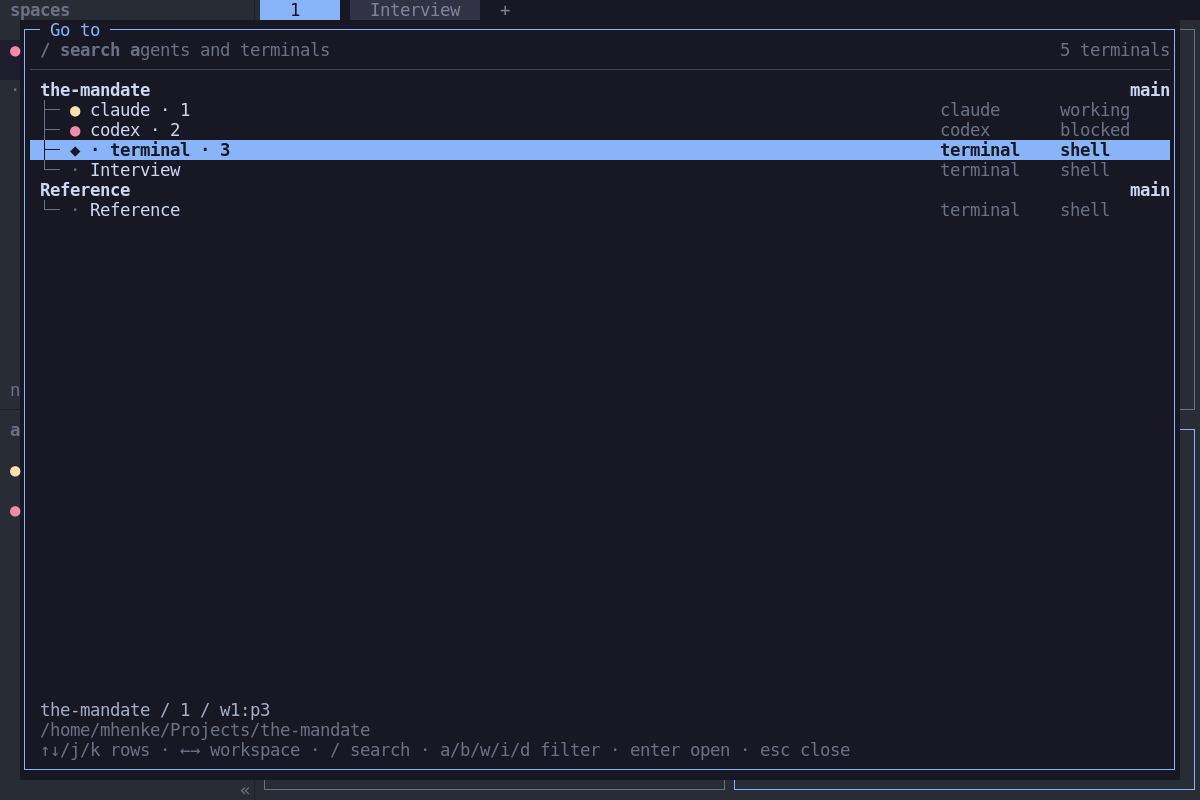 spaces 1 Interview +
Go to
/ search agents and terminals 5 terminals
the-mandate main
├─ ● claude · 1 claude working
├─ ● codex · 2 codex blocked
├─ ◆ · terminal · 3 terminal shell
└─ · Interview terminal shell
Reference main
└─ · Reference terminal shell
n
a
the-mandate / 1 / w1:p3
/home/mhenke/Projects/the-mandate
↑↓/j/k rows · ←→ workspace · / search · a/b/w/i/d filter · enter open · esc close
«